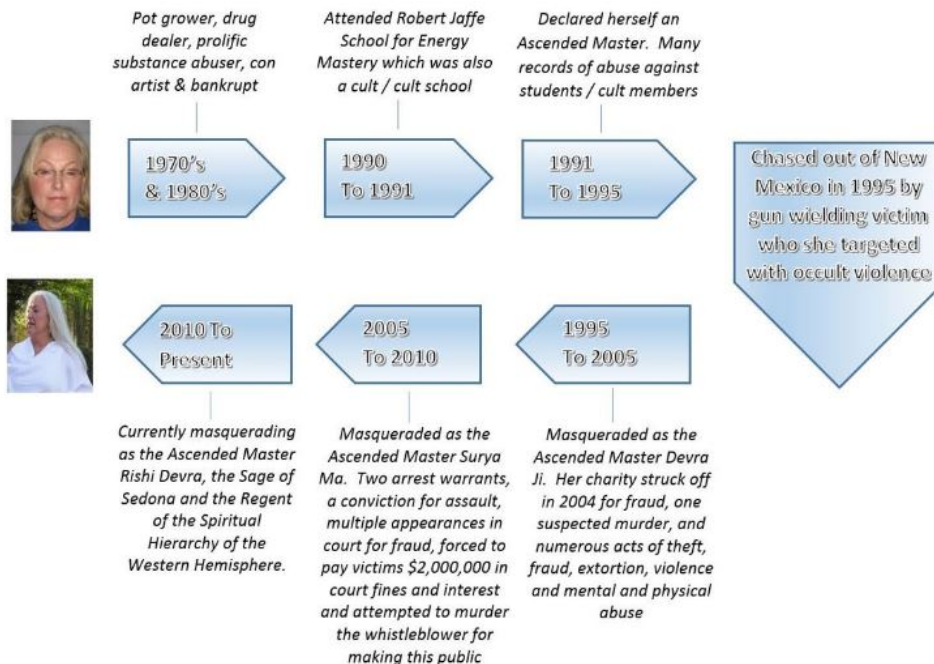 Pot grower, drug
dealer, prolific
substance abuser, con
artist & bankrupt
Attended Robert Jaffe
School for Energy
Mastery which was also
a cult / cult school
Declared herself an
Ascended Master. Many
records of abuse against
students / cult members
1970's
& 1980's
1990
To 1991
1991
To 1995
Chased out of New
Mexico in 1995 by
gun wielding victim
who she targeted
with occult violence
2010 To
Present
2005
To 2010
1995
To 2005
Currently masquerading
as the Ascended Master
Rishi Devra, the Sage of
Sedona and the Regent
of the Spiritual
Hierarchy of the
Western Hemisphere.
Masqueraded as the
Ascended Master Surya
Ma. Two arrest warrants,
a conviction for assault,
multiple appearances in
court for fraud, forced to
pay victims $2,000,000 in
court fines and interest
and attempted to murder
the whistleblower for
making this public
Masqueraded as the
Ascended Master Devra
Ji. Her charity struck off
in 2004 for fraud, one
suspected murder, and
numerous acts of theft,
fraud, extortion, violence
and mental and physical
abuse